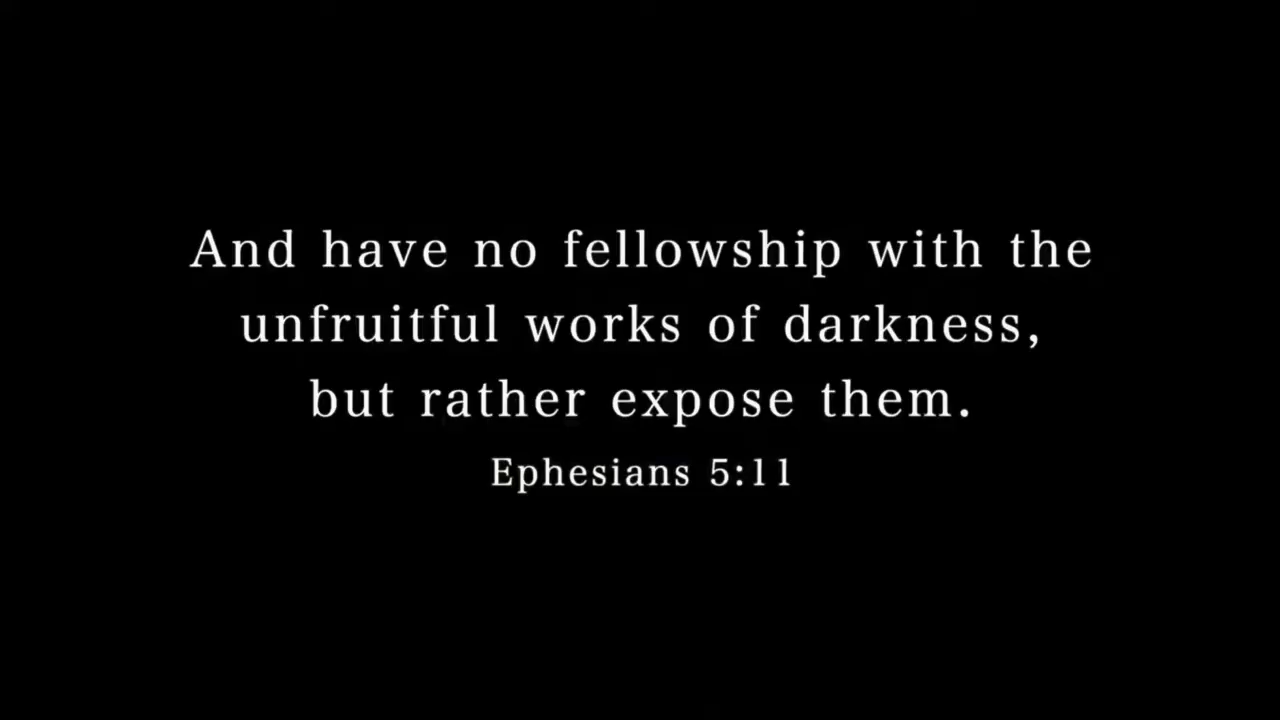 And have no fellowship with the
unfruitful works of darkness,
but rather expose them.
Ephesians 5:11